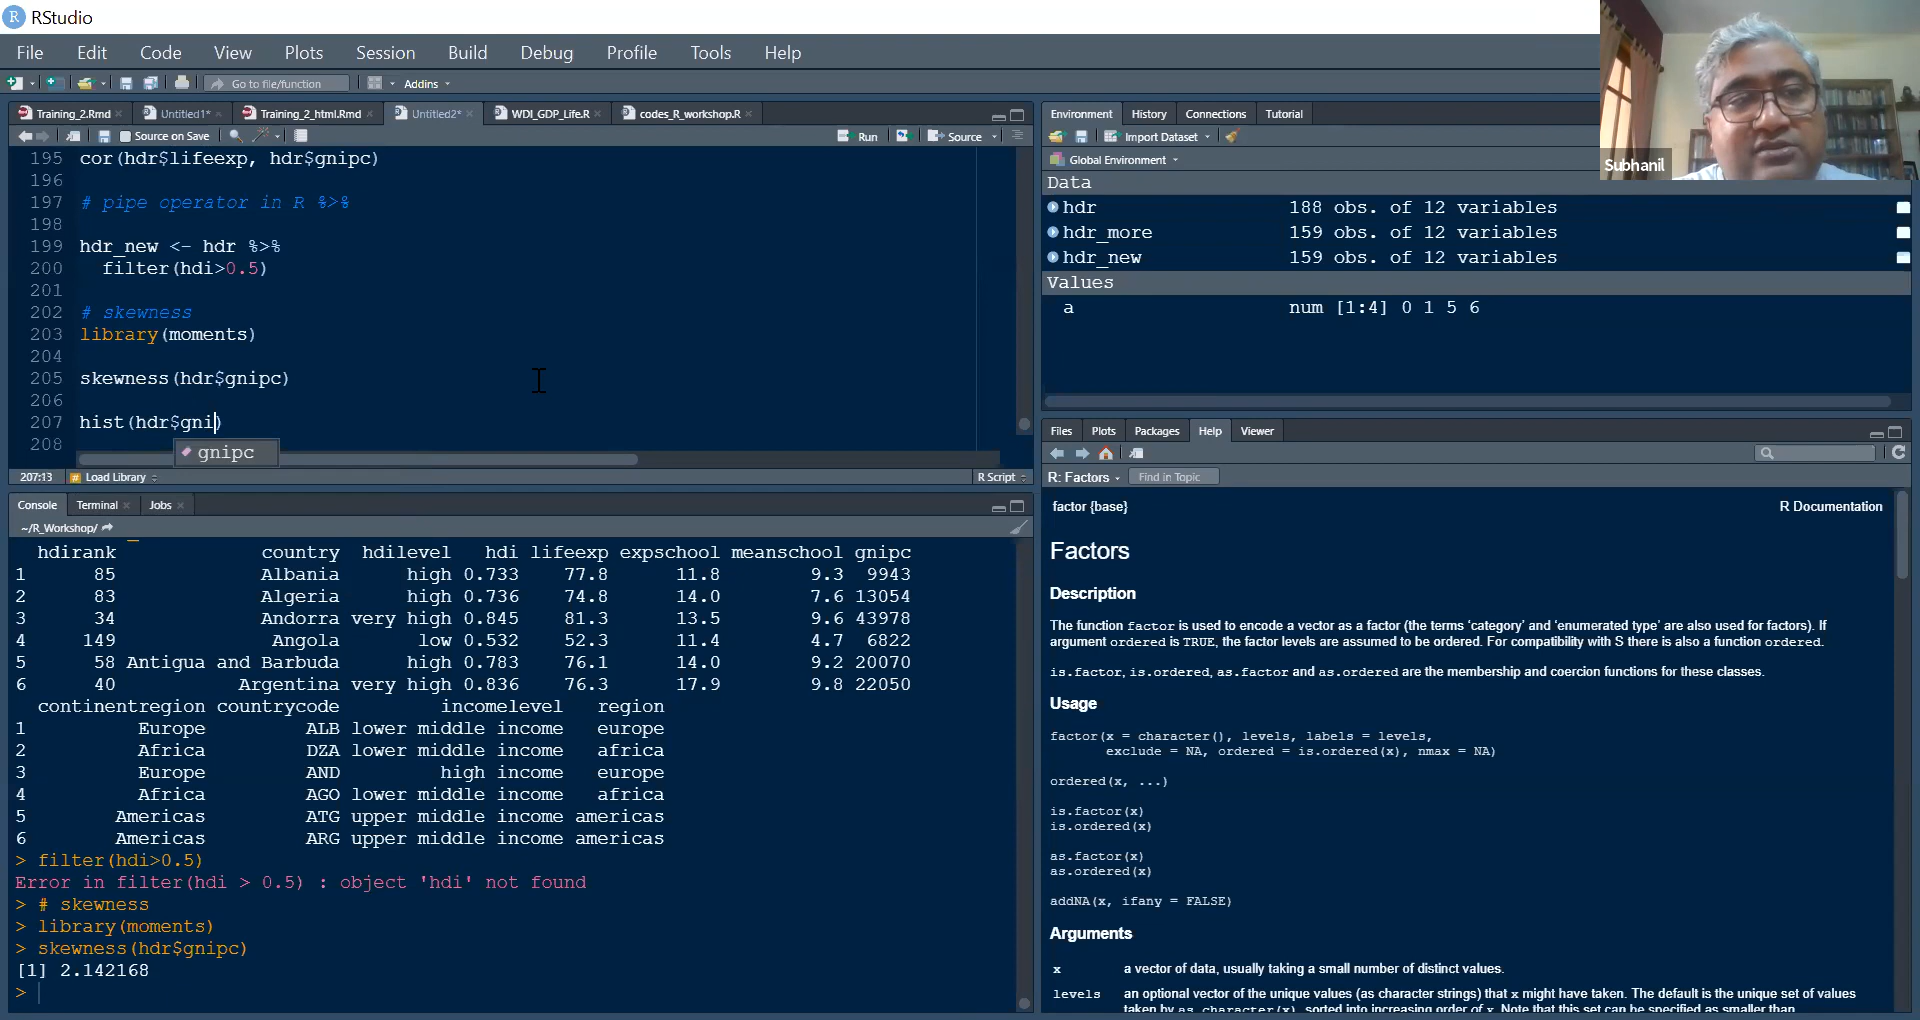 RStudio
File Edit Code View Plots Session Build Debug Profile Tools Help
Go to file/function Addins
Training_2.Rmd Untitled1* Training_2_html.Rmd Untitled2* WDI_GDP_Life.R codes_R_workshop.R
Source on Save Run Source
195 cor(hdr$lifeexp, hdr$gnipc)
196
197 # pipe operator in R %>%
198
199 hdr_new <- hdr %>%
200 filter(hdi>0.5)
201
202 # skewness
203 library(moments)
204
205 skewness(hdr$gnipc)
206
207 hist(hdr$gni)
208
gnipc
207:13 # Load Library R Script
Console Terminal Jobs
~/R_Workshop/
hdirank country hdilevel hdi lifeexp expschool meanschool gnipc
1 85 Albania high 0.733 77.8 11.8 9.3 9943
2 83 Algeria high 0.736 74.8 14.0 7.6 13054
3 34 Andorra very high 0.845 81.3 13.5 9.6 43978
4 149 Angola low 0.532 52.3 11.4 4.7 6822
5 58 Antigua and Barbuda high 0.783 76.1 14.0 9.2 20070
6 40 Argentina very high 0.836 76.3 17.9 9.8 22050
continentregion countrycode incomelevel region
1 Europe ALB lower middle income europe
2 Africa DZA lower middle income africa
3 Europe AND high income europe
4 Africa AGO lower middle income africa
5 Americas ATG upper middle income americas
6 Americas ARG upper middle income americas
> filter(hdi>0.5)
Error in filter(hdi > 0.5) : object 'hdi' not found
> # skewness
> library(moments)
> skewness(hdr$gnipc)
[1] 2.142168
>
Environment History Connections Tutorial
Import Dataset
Global Environment
Data
hdr 188 obs. of 12 variables
hdr_more 159 obs. of 12 variables
hdr_new 159 obs. of 12 variables
Values
a num [1:4] 0 1 5 6
Files Plots Packages Help Viewer
R: Factors Find in Topic
factor {base} R Documentation
Factors
Description
The function factor is used to encode a vector as a factor (the terms ‘category’ and ‘enumerated type’ are also used for factors). If
argument ordered is TRUE, the factor levels are assumed to be ordered. For compatibility with S there is also a function ordered.
is.factor, is.ordered, as.factor and as.ordered are the membership and coercion functions for these classes.
Usage
factor(x = character(), levels, labels = levels,
exclude = NA, ordered = is.ordered(x), nmax = NA)
ordered(x, ...)
is.factor(x)
is.ordered(x)
as.factor(x)
as.ordered(x)
addNA(x, ifany = FALSE)
Arguments
x a vector of data, usually taking a small number of distinct values.
levels an optional vector of the unique values (as character strings) that x might have taken. The default is the unique set of values
taken by as.character(x), sorted into increasing order of x. Note that this set can be specified as smaller than
Subhanil